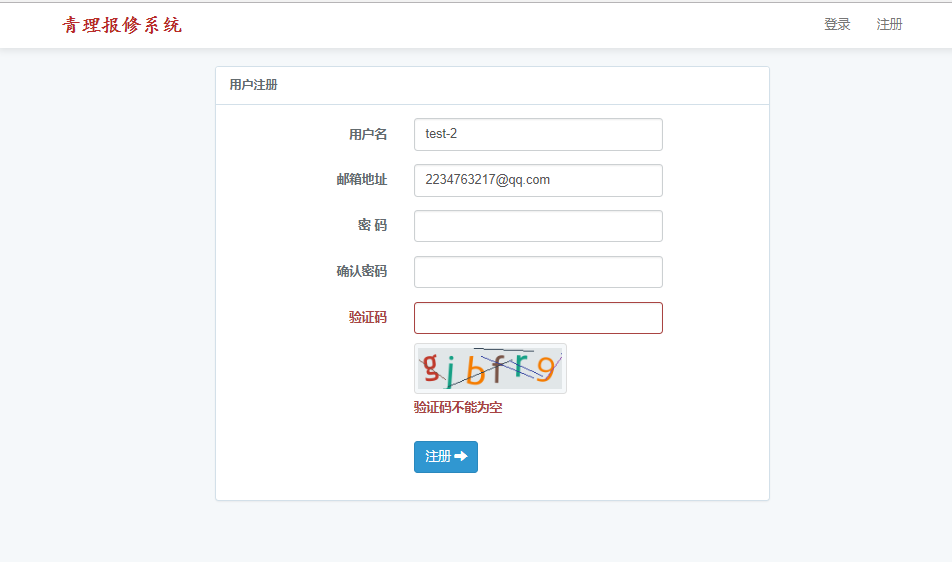 青理报修系统
登录 注册
用户注册
用户名 test-2
邮箱地址 2234763217@qq.com
密 码
确认密码
验证码
gjbfr9
验证码不能为空
注册